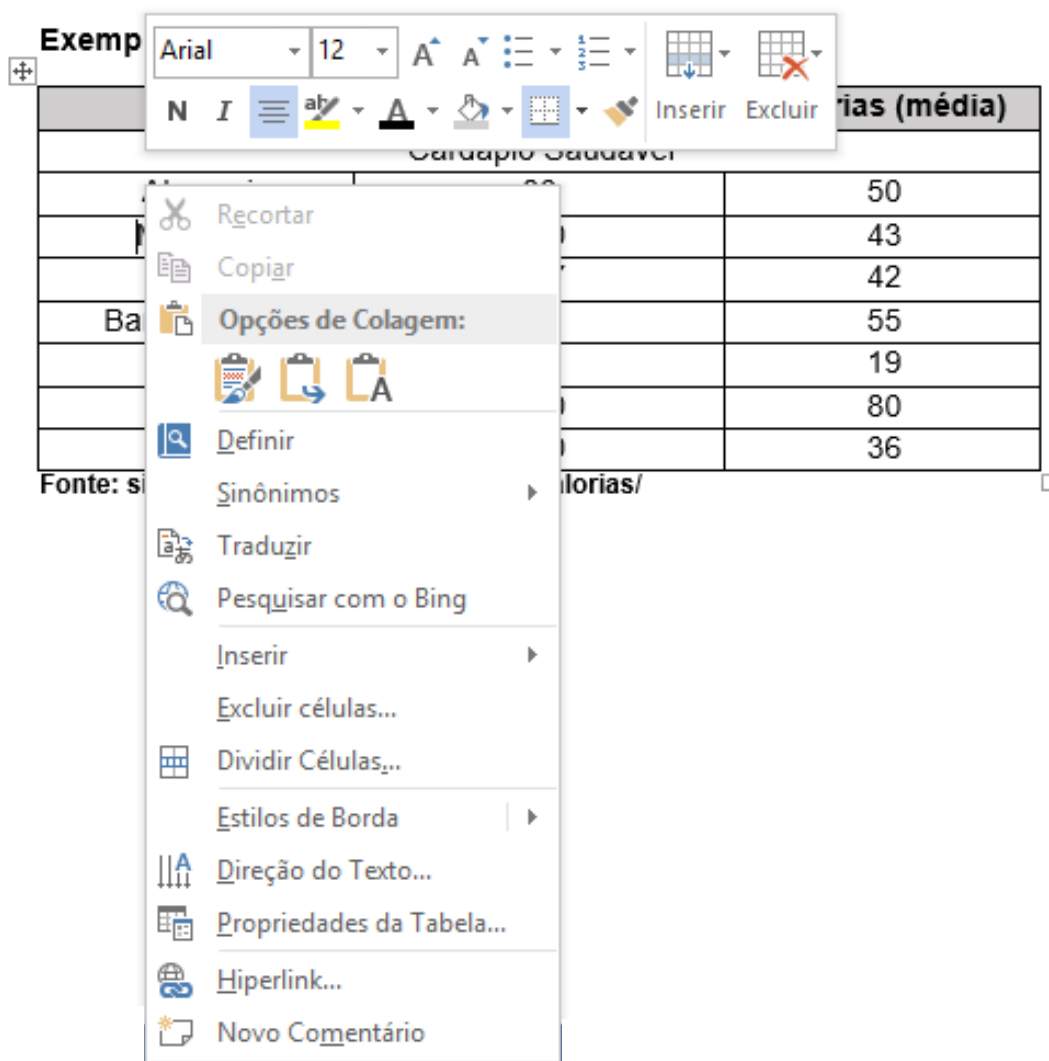 Exemp
Arial 12
N I Inserir Excluir
rias (média)
Cardápio Saudável
50
43
42
Ba 55
19
80
36
Recortar
Copiar
Opções de Colagem:
Definir
Sinônimos
Traduzir
Pesquisar com o Bing
Inserir
Excluir células...
Dividir Células...
Estilos de Borda
Direção do Texto...
Propriedades da Tabela...
Hiperlink...
Novo Comentário
Fonte: si lorias/